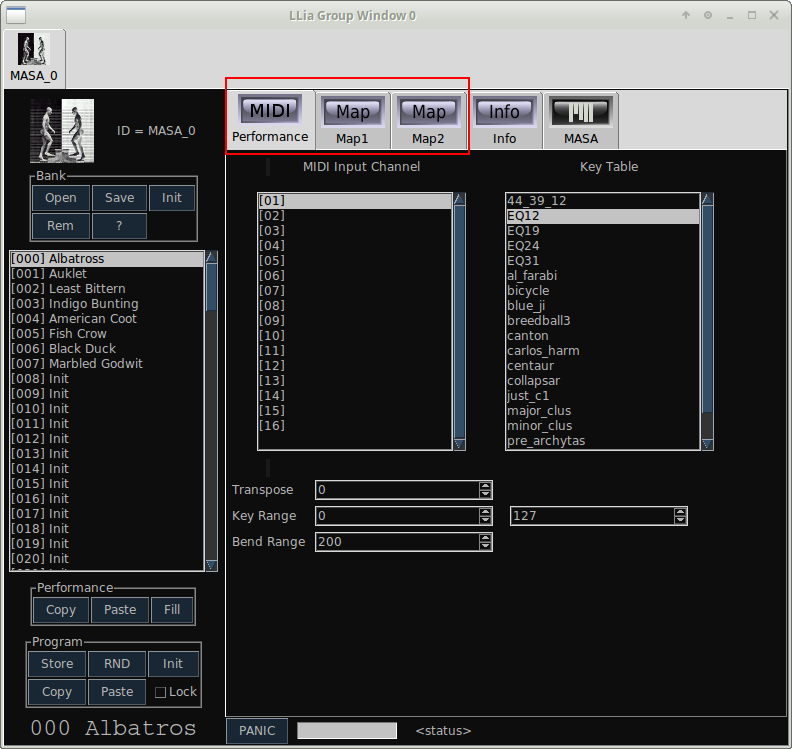 LLia Group Window 0
MASA_0
ID = MASA_0
Bank
Open Save Init
Rem ?
[000] Albatross
[001] Auklet
[002] Least Bittern
[003] Indigo Bunting
[004] American Coot
[005] Fish Crow
[006] Black Duck
[007] Marbled Godwit
[008] Init
[009] Init
[010] Init
[011] Init
[012] Init
[013] Init
[014] Init
[015] Init
[016] Init
[017] Init
[018] Init
[019] Init
[020] Init
Performance
Copy Paste Fill
Program
Store RND Init
Copy Paste Lock
000 Albatros
MIDI Map Map Info
Performance Map1 Map2 Info MASA
MIDI Input Channel
[01]
[02]
[03]
[04]
[05]
[06]
[07]
[08]
[09]
[10]
[11]
[12]
[13]
[14]
[15]
[16]
Key Table
44_39_12
EQ12
EQ19
EQ24
EQ31
al_farabi
bicycle
blue_ji
breedball3
canton
carlos_harm
centaur
collapsar
just_c1
major_clus
minor_clus
pre_archytas
Transpose 0
Key Range 0 127
Bend Range 200
PANIC <status>